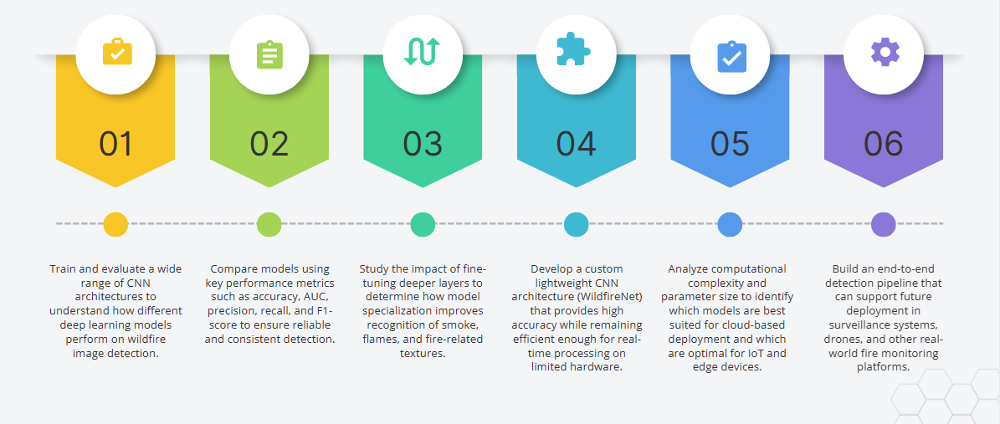 01
02
03
04
05
06
Train and evaluate a wide
range of CNN
architectures to
understand how different
deep learning models
perform on wildfire
image detection.
Compare models using
key performance metrics
such as accuracy, AUC,
precision, recall, and F1-
score to ensure reliable
and consistent detection.
Study the impact of fine-
tuning deeper layers to
determine how model
specialization improves
recognition of smoke,
flames, and fire-related
textures.
Develop a custom
lightweight CNN
architecture (WildfireNet)
that provides high
accuracy while remaining
efficient enough for real-
time processing on
limited hardware.
Analyze computational
complexity and
parameter size to identify
which models are best
suited for cloud-based
deployment and which
are optimal for IoT and
edge devices.
Build an end-to-end
detection pipeline that
can support future
deployment in
surveillance systems,
drones, and other real-
world fire monitoring
platforms.